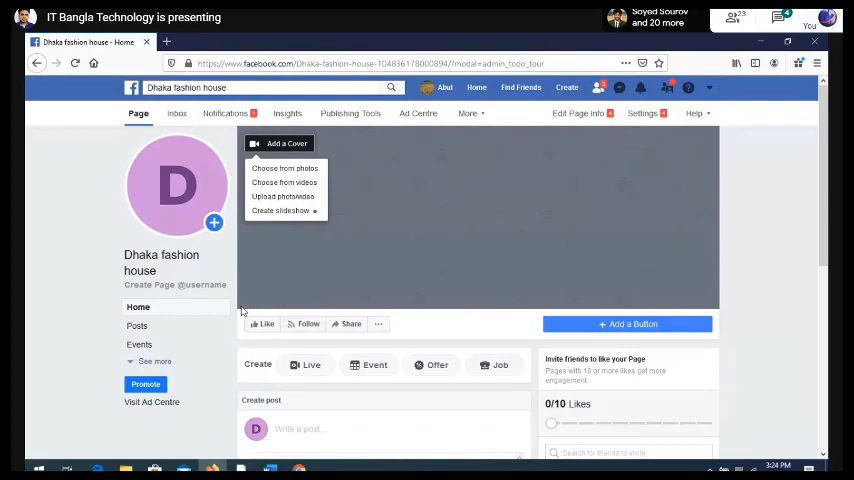 IT Bangla Technology is presenting
Soyed Sourov
and 20 more
23
4
You
Dhaka fashion house - Home
https://www.facebook.com/Dhaka-fashion-house-104836178000894/?modal=admin_todo_tour
Dhaka fashion house
Abul
Home
Find Friends
Create
Page
Inbox
Notifications
Insights
Publishing Tools
Ad Centre
More
Edit Page Info 4
Settings 4
Help
Add a Cover
Choose from photos
Choose from videos
Upload photo/video
Create slideshow
D
Dhaka fashion
house
Create Page @username
Home
Posts
Events
See more
Promote
Visit Ad Centre
Like
Follow
Share
Add a Button
Create
Live
Event
Offer
Job
Create post
D
Write a post...
Invite friends to like your Page
Pages with 10 or more likes get more
engagement.
0/10 Likes
Search for friends to invite
3:24 PM